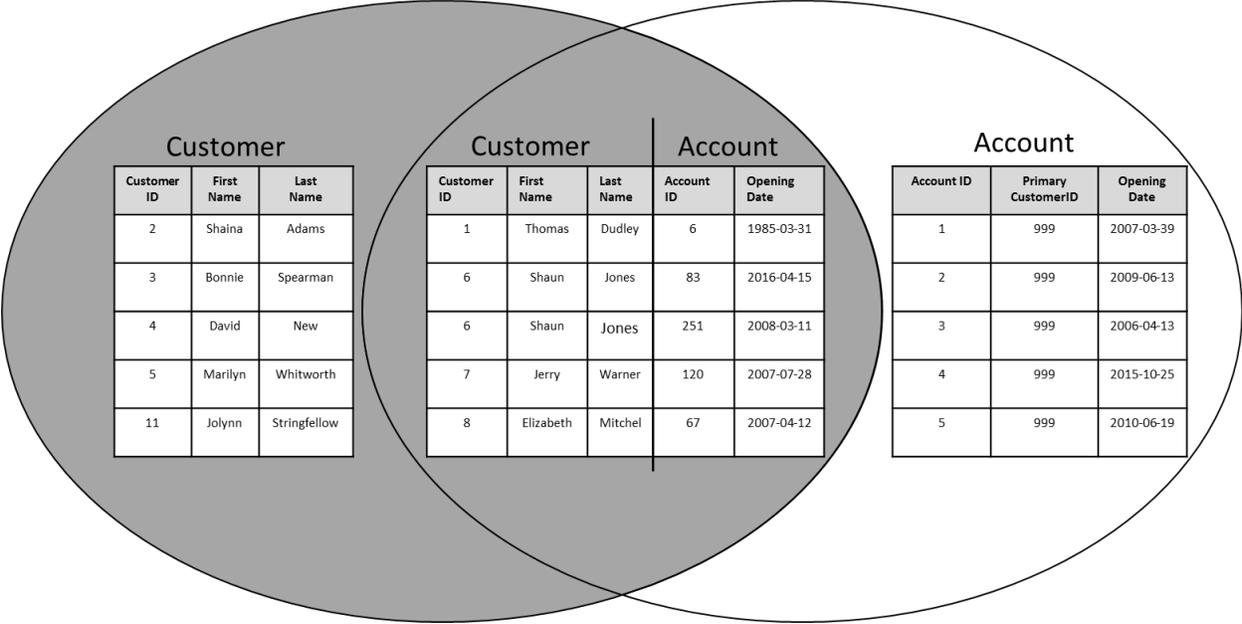 Customer
Customer ID First Name Last Name
2 Shaina Adams
3 Bonnie Spearman
4 David New
5 Marilyn Whitworth
11 Jolynn Stringfellow
Customer Account
Customer ID First Name Last Name Account ID Opening Date
1 Thomas Dudley 6 1985-03-31
6 Shaun Jones 83 2016-04-15
6 Shaun Jones 251 2008-03-11
7 Jerry Warner 120 2007-07-28
8 Elizabeth Mitchel 67 2007-04-12
Account
Account ID Primary CustomerID Opening Date
1 999 2007-03-39
2 999 2009-06-13
3 999 2006-04-13
4 999 2015-10-25
5 999 2010-06-19